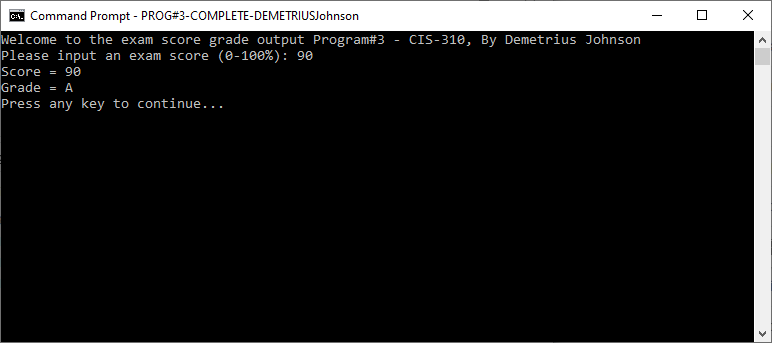 Command Prompt - PROG#3-COMPLETE-DEMETRIUSJohnson
Welcome to the exam score grade output Program#3 - CIS-310, By Demetrius Johnson
Please input an exam score (0-100%): 90
Score = 90
Grade = A
Press any key to continue...